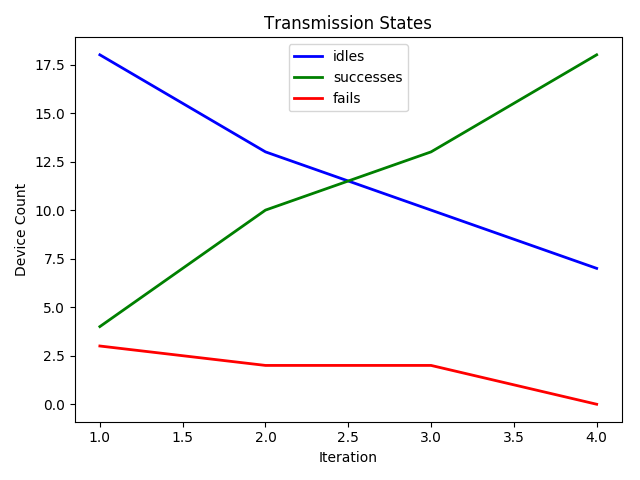 Transmission States
idles
successes
fails
17.5
15.0
12.5
10.0
7.5
5.0
2.5
0.0
Device Count
1.0 1.5 2.0 2.5 3.0 3.5 4.0
Iteration